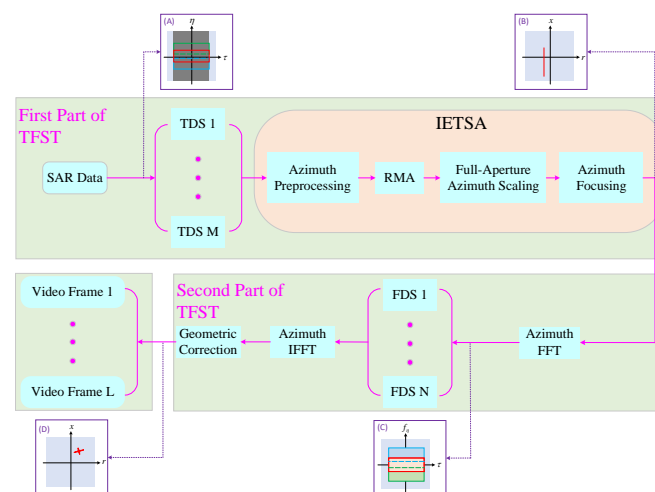 (A)
η
τ
(B)
x
r
First Part of
TFST
SAR Data
TDS 1
TDS M
IETSA
Azimuth
Preprocessing
RMA
Full-Aperture
Azimuth Scaling
Azimuth
Focusing
Video Frame 1
Video Frame L
Second Part of
TFST
Geometric
Correction
Azimuth
IFFT
FDS 1
FDS N
Azimuth
FFT
(D)
x
r
(C)
fη
τ